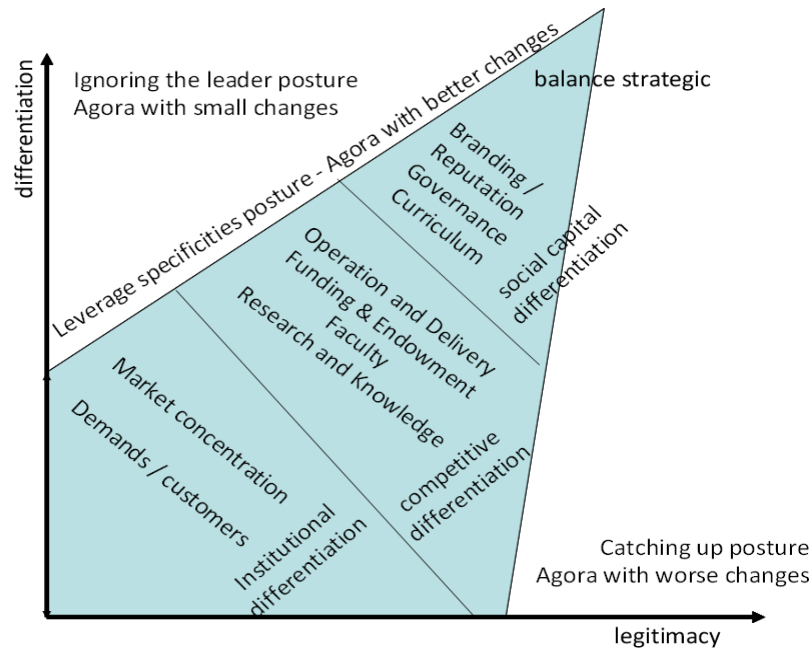 Ignoring the leader posture
Agora with small changes
balance strategic
differentiation
Leverage specificities posture - Agora with better changes
Branding /
Reputation
Governance
Curriculum
social capital
differentiation
Operation and Delivery
Funding & Endowment
Faculty
Research and Knowledge
competitive
differentiation
Market concentration
Demands / customers
Institutional
differentiation
Catching up posture
Agora with worse changes
legitimacy